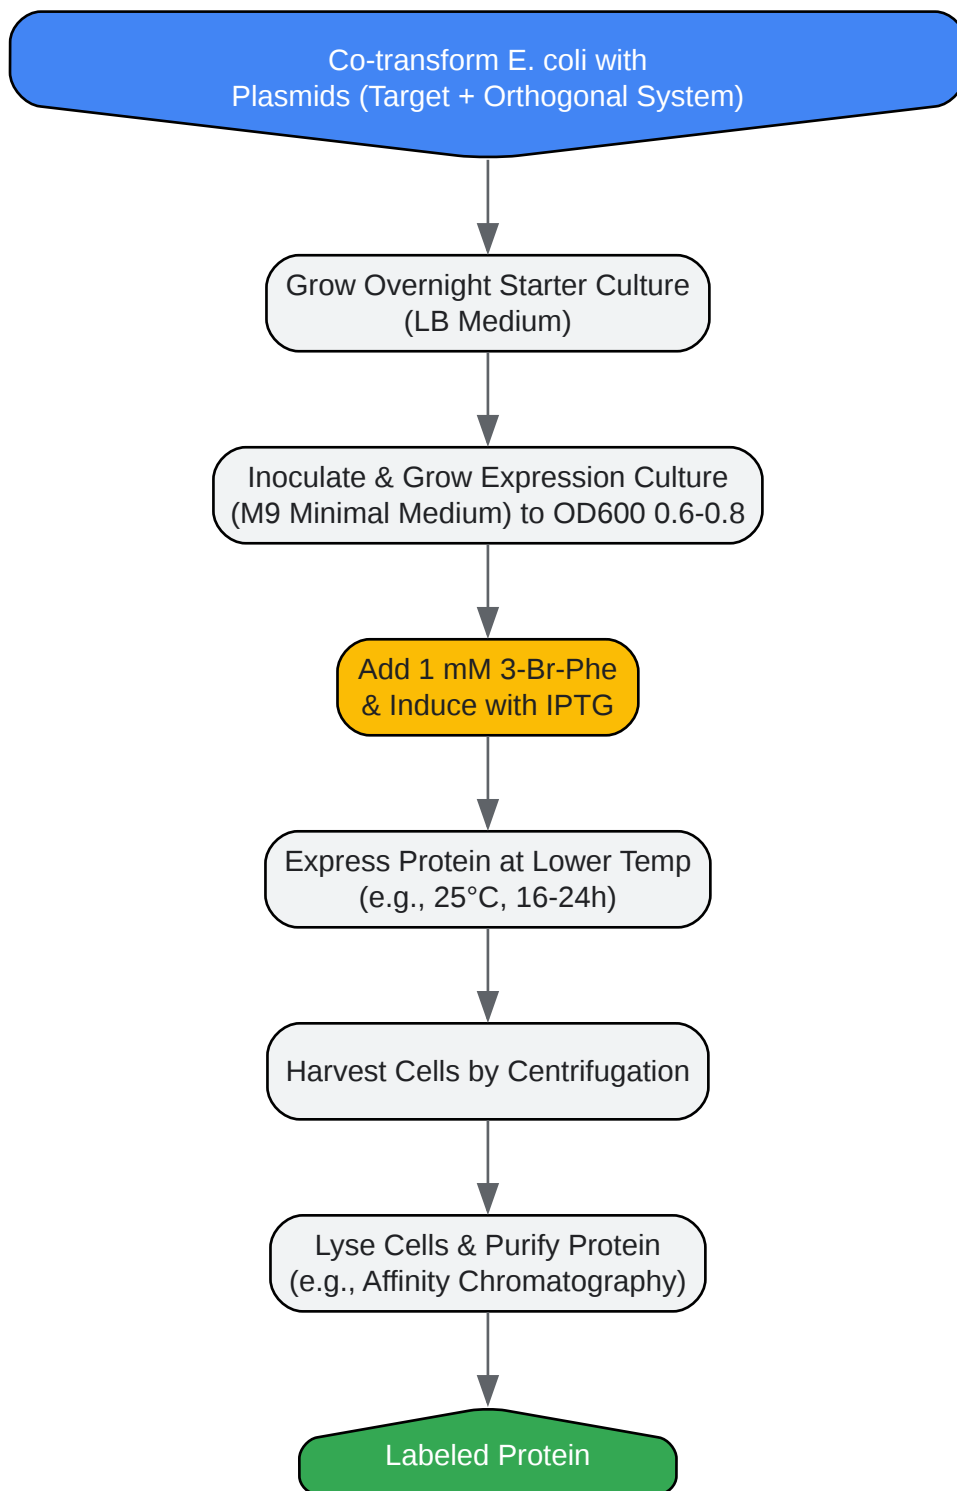 Co-transform E. coli with
Plasmids (Target + Orthogonal System)
Grow Overnight Starter Culture
(LB Medium)
Inoculate & Grow Expression Culture
(M9 Minimal Medium) to OD600 0.6-0.8
Add 1 mM 3-Br-Phe
& Induce with IPTG
Express Protein at Lower Temp
(e.g., 25°C, 16-24h)
Harvest Cells by Centrifugation
Lyse Cells & Purify Protein
(e.g., Affinity Chromatography)
Labeled Protein